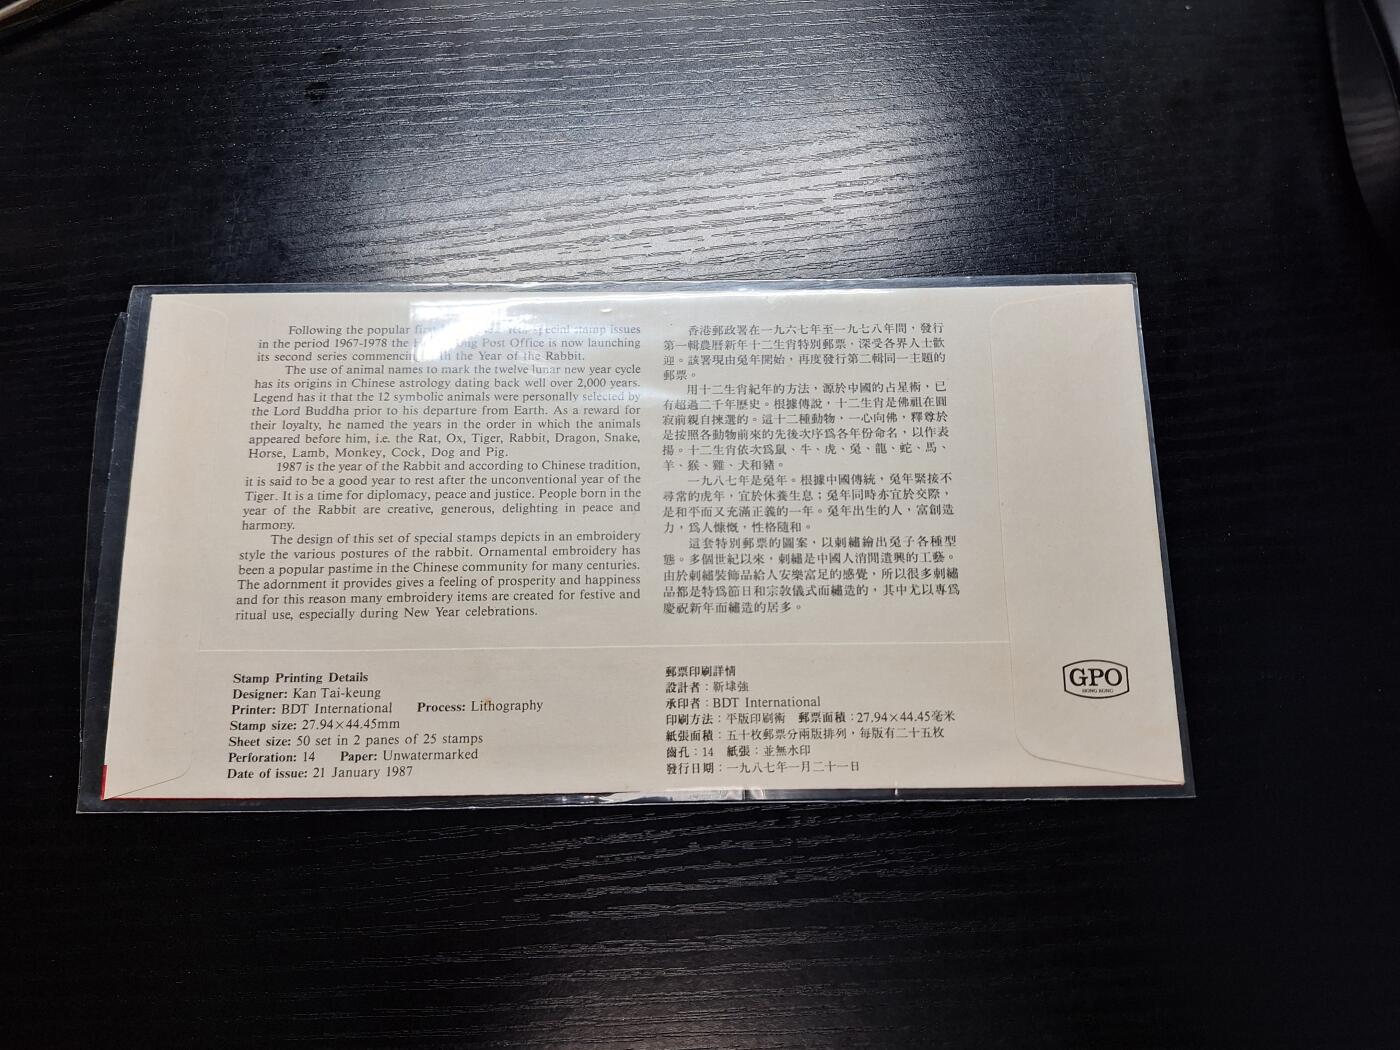 Following the popular first Year special stamp issues
in the period 1967-1978 the Post Office is now launching
its second series commencing the Year of the Rabbit.
The use of animal names to mark the twelve lunar new year cycle
has its origins in Chinese astrology dating back well over 2,000 years.
Legend has it that the 12 symbolic animals were personally selected by
the Lord Buddha prior to his departure from Earth. As a reward for
their loyalty, he named the years in the order in which the animals
appeared before him, i.e. the Rat, Ox, Tiger, Rabbit, Dragon, Snake,
Horse, Lamb, Monkey, Cock, Dog and Pig.
1987 is the year of the Rabbit and according to Chinese tradition,
it is said to be a good year to rest after the unconventional year of the
Tiger. It is a time for diplomacy, peace and justice. People born in the
year of the Rabbit are creative, generous, delighting in peace and
harmony.
The design of this set of special stamps depicts in an embroidery
style the various postures of the rabbit. Ornamental embroidery has
been a popular pastime in the Chinese community for many centuries.
The adornment it provides gives a feeling of prosperity and happiness
and for this reason many embroidery items are created for festive and
ritual use, especially during New Year celebrations.
香港郵政署在一九六七年至一九七八年間，發行
第一輯農曆新年十二生肖特別郵票，深受各界人士歡
迎。該署現由兔年開始，再度發行第二輯同一主題的
郵票。
用十二生肖紀年的方法，源於中國的占星術，已
有超過二千年歷史。根據傳說，十二生肖是佛祖在圓
寂前親自揀選的。這十二種動物，一心向佛，釋尊於
是按照各動物前來的先後次序爲各年份命名，以作表
揚。十二生肖依次爲鼠、牛、虎、兔、龍、蛇、馬、
羊、猴、雞、犬和豬。
一九八七年是兔年。根據中國傳統，兔年緊接不
尋常的虎年，宜於休養生息；兔年同時亦宜於交際，
是和平而又充滿正義的一年。兔年出生的人，富創造
力，爲人慷慨，性格隨和。
這套特別郵票的圖案，以刺繡繪出兔子各種型
態。多個世紀以來，刺繡是中國人消閒遣興的工藝。
由於刺繡裝飾品給人安樂富足的感覺，所以很多刺繡
品都是特爲節日和宗敎儀式而繡造的，其中尤以專爲
慶祝新年而繡造的居多。
Stamp Printing Details
Designer: Kan Tai-keung
Printer: BDT International Process: Lithography
Stamp size: 27.94×44.45mm
Sheet size: 50 set in 2 panes of 25 stamps
Perforation: 14 Paper: Unwatermarked
Date of issue: 21 January 1987
郵票印刷詳情
設計者：靳埭強
承印者：BDT International
印刷方法：平版印刷術 郵票面積：27.94×44.45毫米
紙張面積：五十枚郵票分兩版排列，每版有二十五枚
齒孔：14 紙張：並無水印
發行日期：一九八七年一月二十一日
GPO
HONG KONG